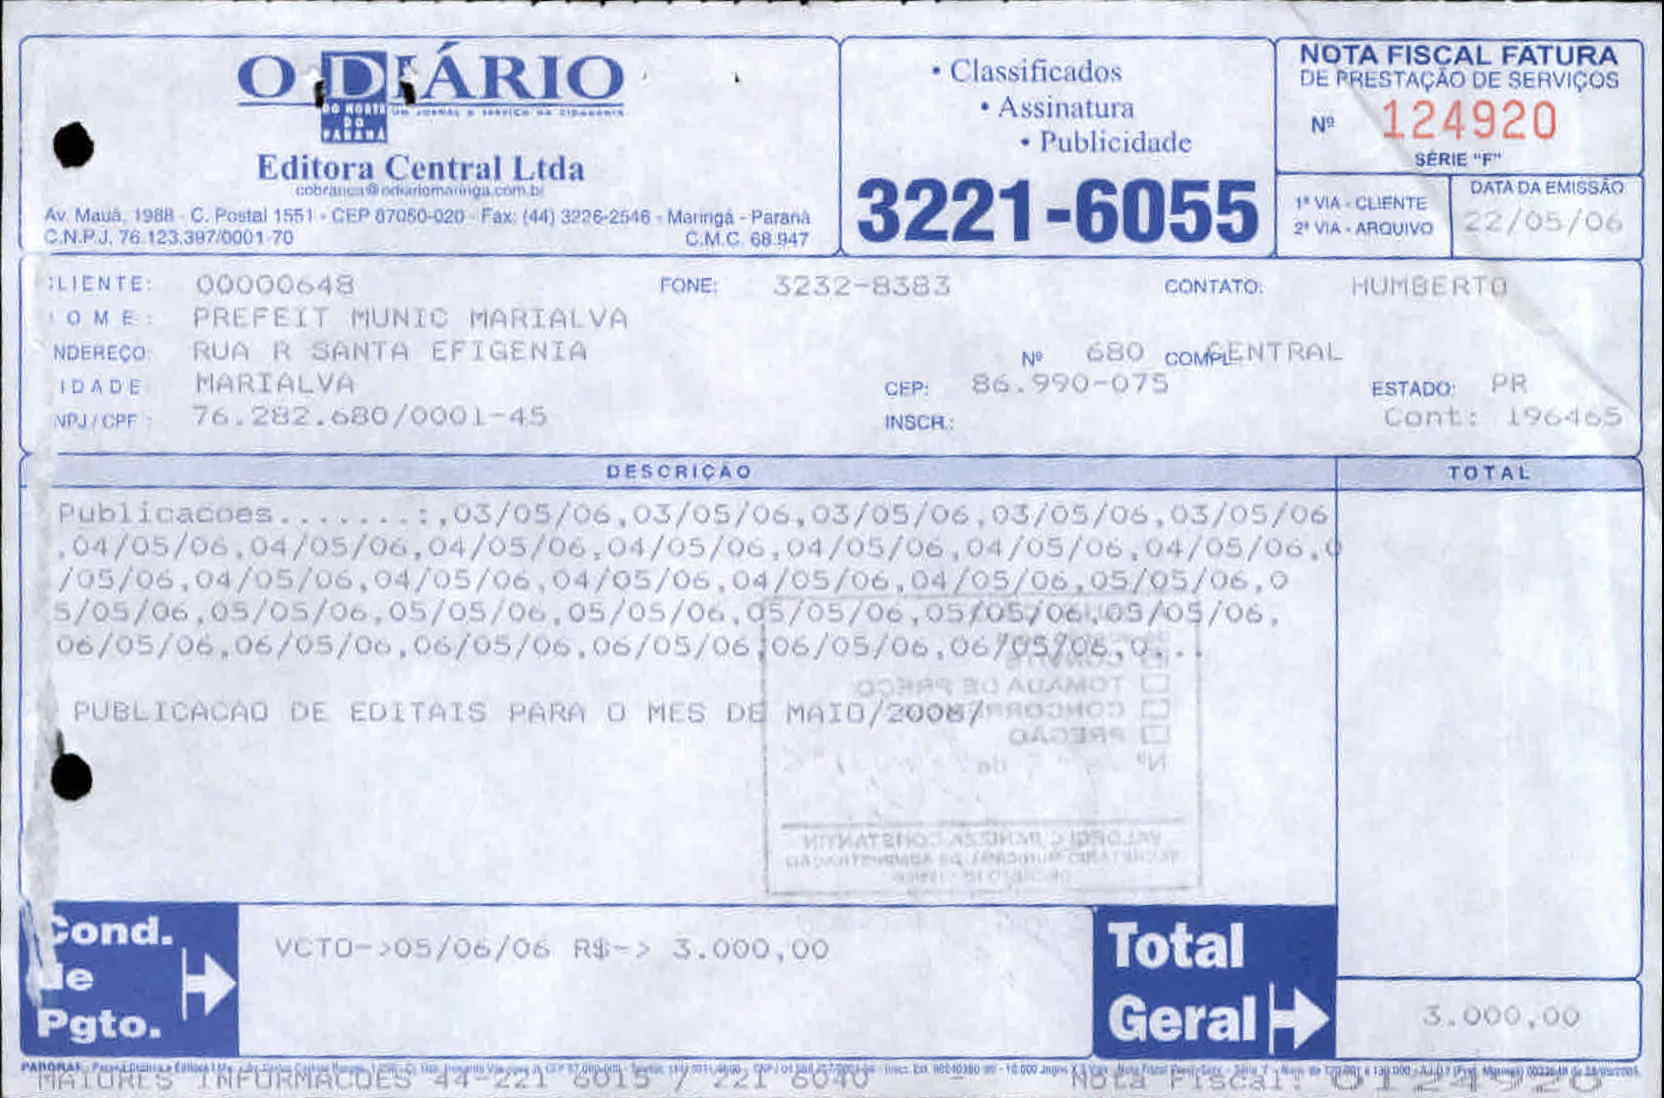 O DIÁRIO
DO NORTE DO PARANÁ
UM JORNAL A SERVIÇO DA CIDADANIA
Editora Central Ltda
cobranca@odiariomaringa.com.br
Av. Mauá, 1988 - C. Postal 1551 - CEP 87050-020 - Fax: (44) 3226-2546 - Maringá - Paraná
C.N.P.J. 76.123.397/0001-70 C.M.C. 68.947
• Classificados
• Assinatura
• Publicidade
3221-6055
NOTA FISCAL FATURA
DE PRESTAÇÃO DE SERVIÇOS
Nº 124920
SÉRIE "F"
1ª VIA - CLIENTE
2ª VIA - ARQUIVO
DATA DA EMISSÃO
22/05/06
CLIENTE: 00000648 FONE: 3232-8383 CONTATO: HUMBERTO
OME: PREFEIT MUNIC MARIALVA
NDEREÇO: RUA R SANTA EFIGENIA Nº 680 COMPL CENTRAL
IDADE MARIALVA CEP: 86.990-075 ESTADO: PR
NPJ/CPF: 76.282.680/0001-45 INSCR.: Cont: 196465
DESCRIÇÃO TOTAL
Publicacoes.......:,03/05/06,03/05/06,03/05/06,03/05/06,03/05/06
,04/05/06,04/05/06,04/05/06,04/05/06,04/05/06,04/05/06,04/05/06,0
/05/06,04/05/06,04/05/06,04/05/06,04/05/06,04/05/06,05/05/06,0
5/05/06,05/05/06,05/05/06,05/05/06,05/05/06,05/05/06,05/05/06,
06/05/06,06/05/06,06/05/06,06/05/06,06/05/06,06/05/06,0...
PUBLICACAO DE EDITAIS PARA O MES DE MAIO/2006/
TOMADA DE PREÇO
PREGÃO
Nº de
Cond. de Pgto.
VCTO->05/06/06 R$-> 3.000,00
Total Geral
3.000,00
MAIORES INFORMACOES 44-221 6015 / 221 6040 - - Nota Fiscal: 0124920